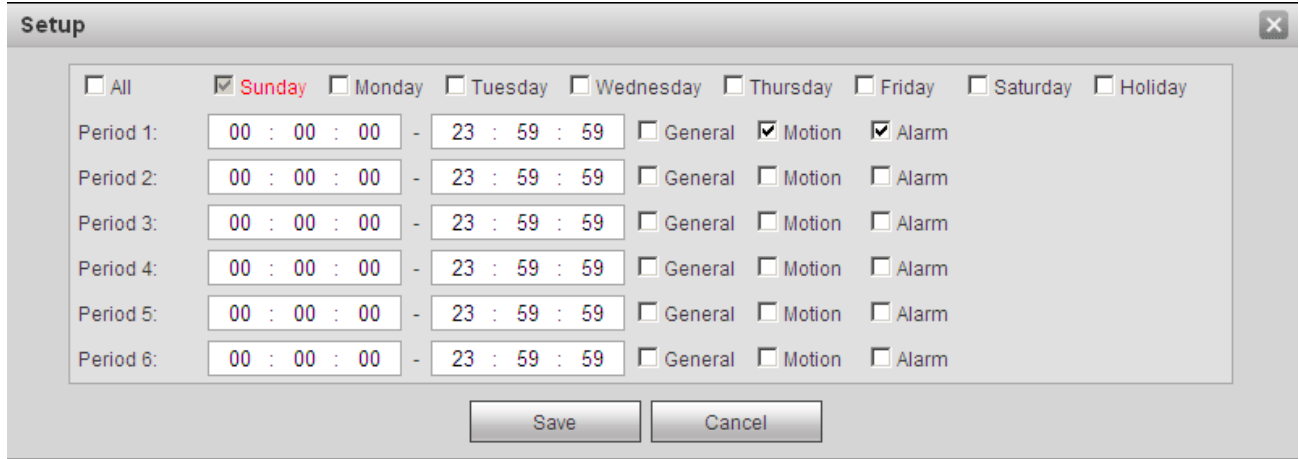 Setup
All Sunday Monday Tuesday Wednesday Thursday Friday Saturday Holiday
Period 1: 00 : 00 : 00 - 23 : 59 : 59 General Motion Alarm
Period 2: 00 : 00 : 00 - 23 : 59 : 59 General Motion Alarm
Period 3: 00 : 00 : 00 - 23 : 59 : 59 General Motion Alarm
Period 4: 00 : 00 : 00 - 23 : 59 : 59 General Motion Alarm
Period 5: 00 : 00 : 00 - 23 : 59 : 59 General Motion Alarm
Period 6: 00 : 00 : 00 - 23 : 59 : 59 General Motion Alarm
Save Cancel